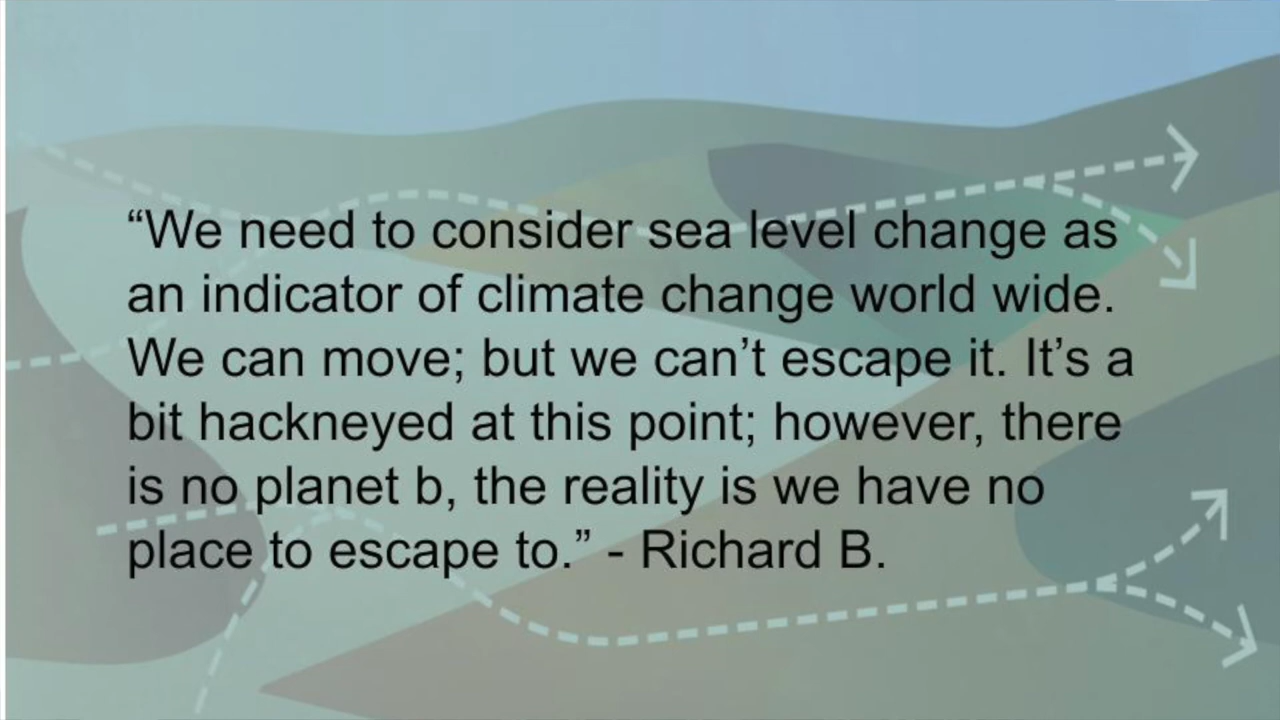 “We need to consider sea level change as
an indicator of climate change world wide.
We can move; but we can’t escape it. It’s a
bit hackneyed at this point; however, there
is no planet b, the reality is we have no
place to escape to.” - Richard B.